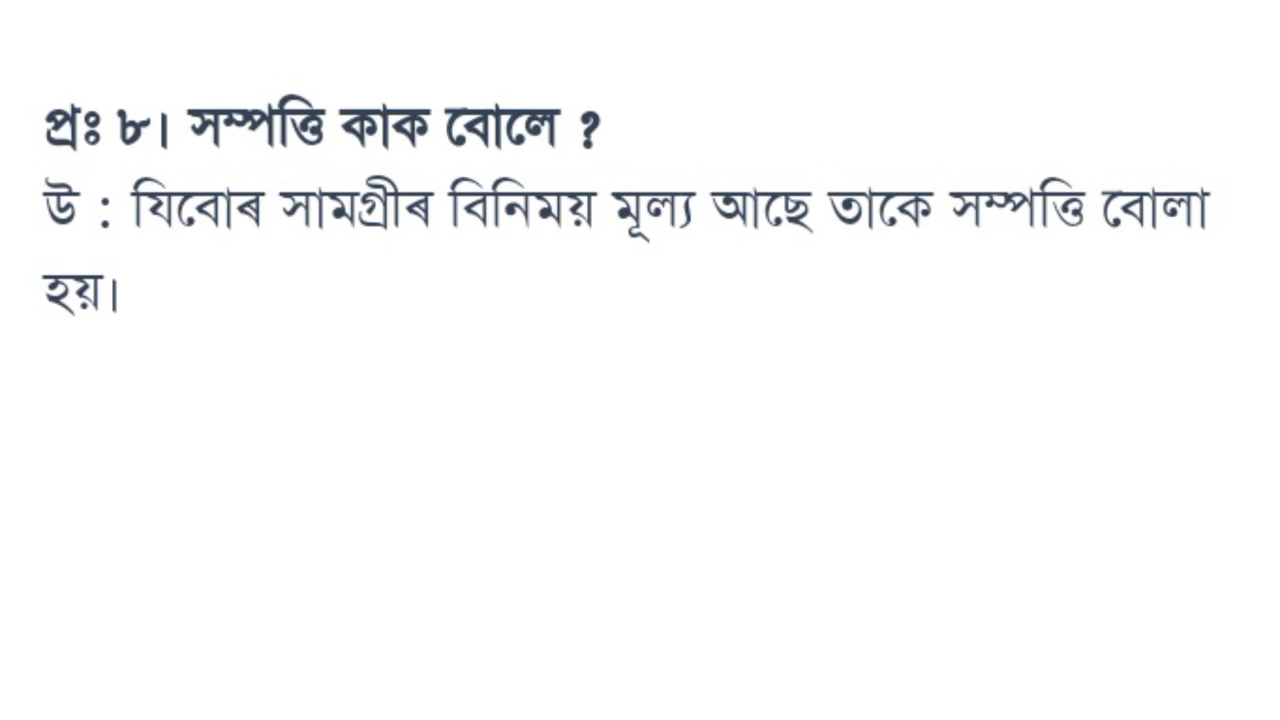 প্ৰঃ ৮। সম্পত্তি কাক বোলে ?
উ : যিবোৰ সামগ্ৰীৰ বিনিময় মূল্য আছে তাকে সম্পত্তি বোলা
হয়।